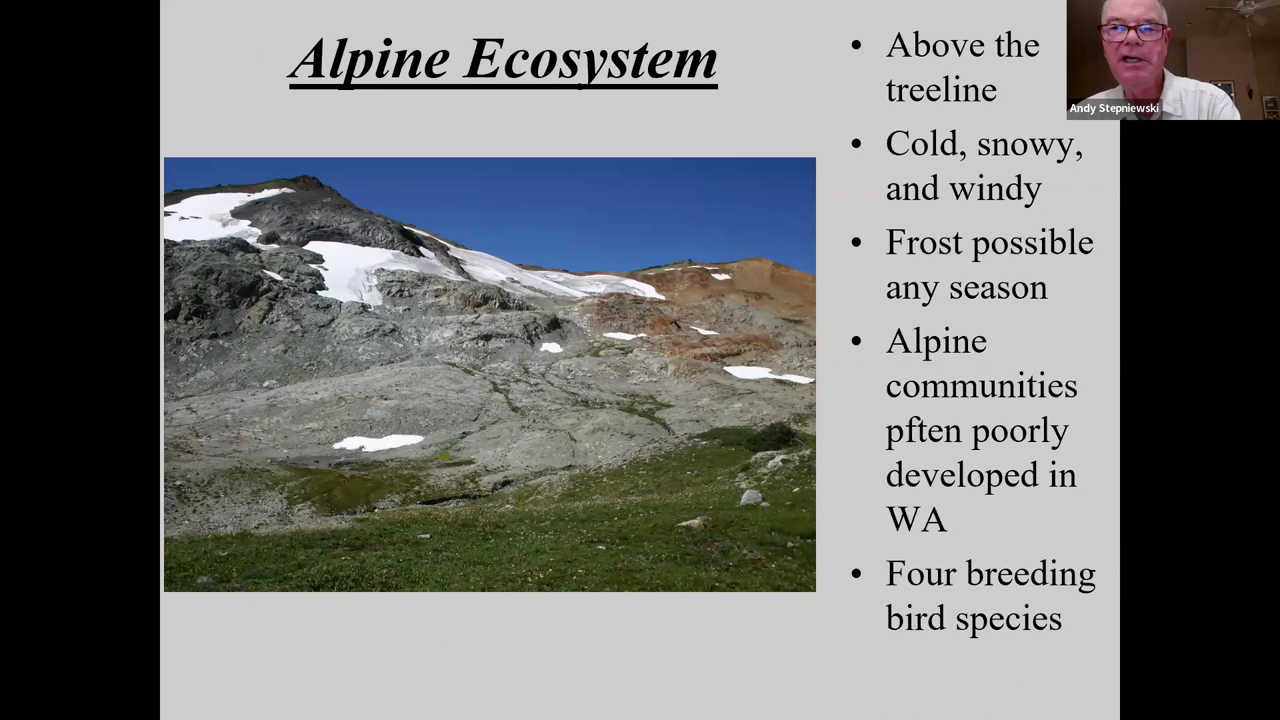 Alpine Ecosystem
• Above the
treeline
• Cold, snowy,
and windy
• Frost possible
any season
• Alpine
communities
pften poorly
developed in
WA
• Four breeding
bird species
Andy Stepniewski